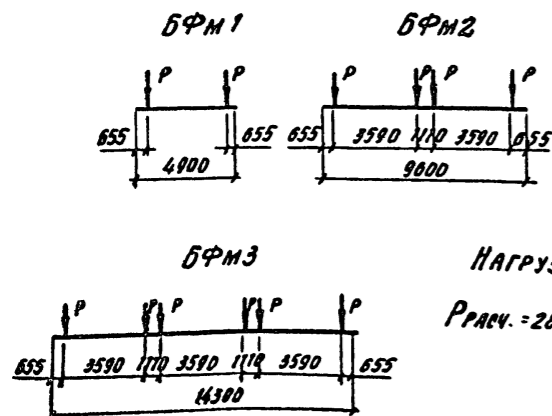 БФм1 БФм2
P P P P P P
655 655 655 3590 1110 3590 655
4900 9600
БФм3
P P P P P P
НАГРУЗ
Pрасч. = 28
655 3590 1110 3590 1110 3590 655
14300